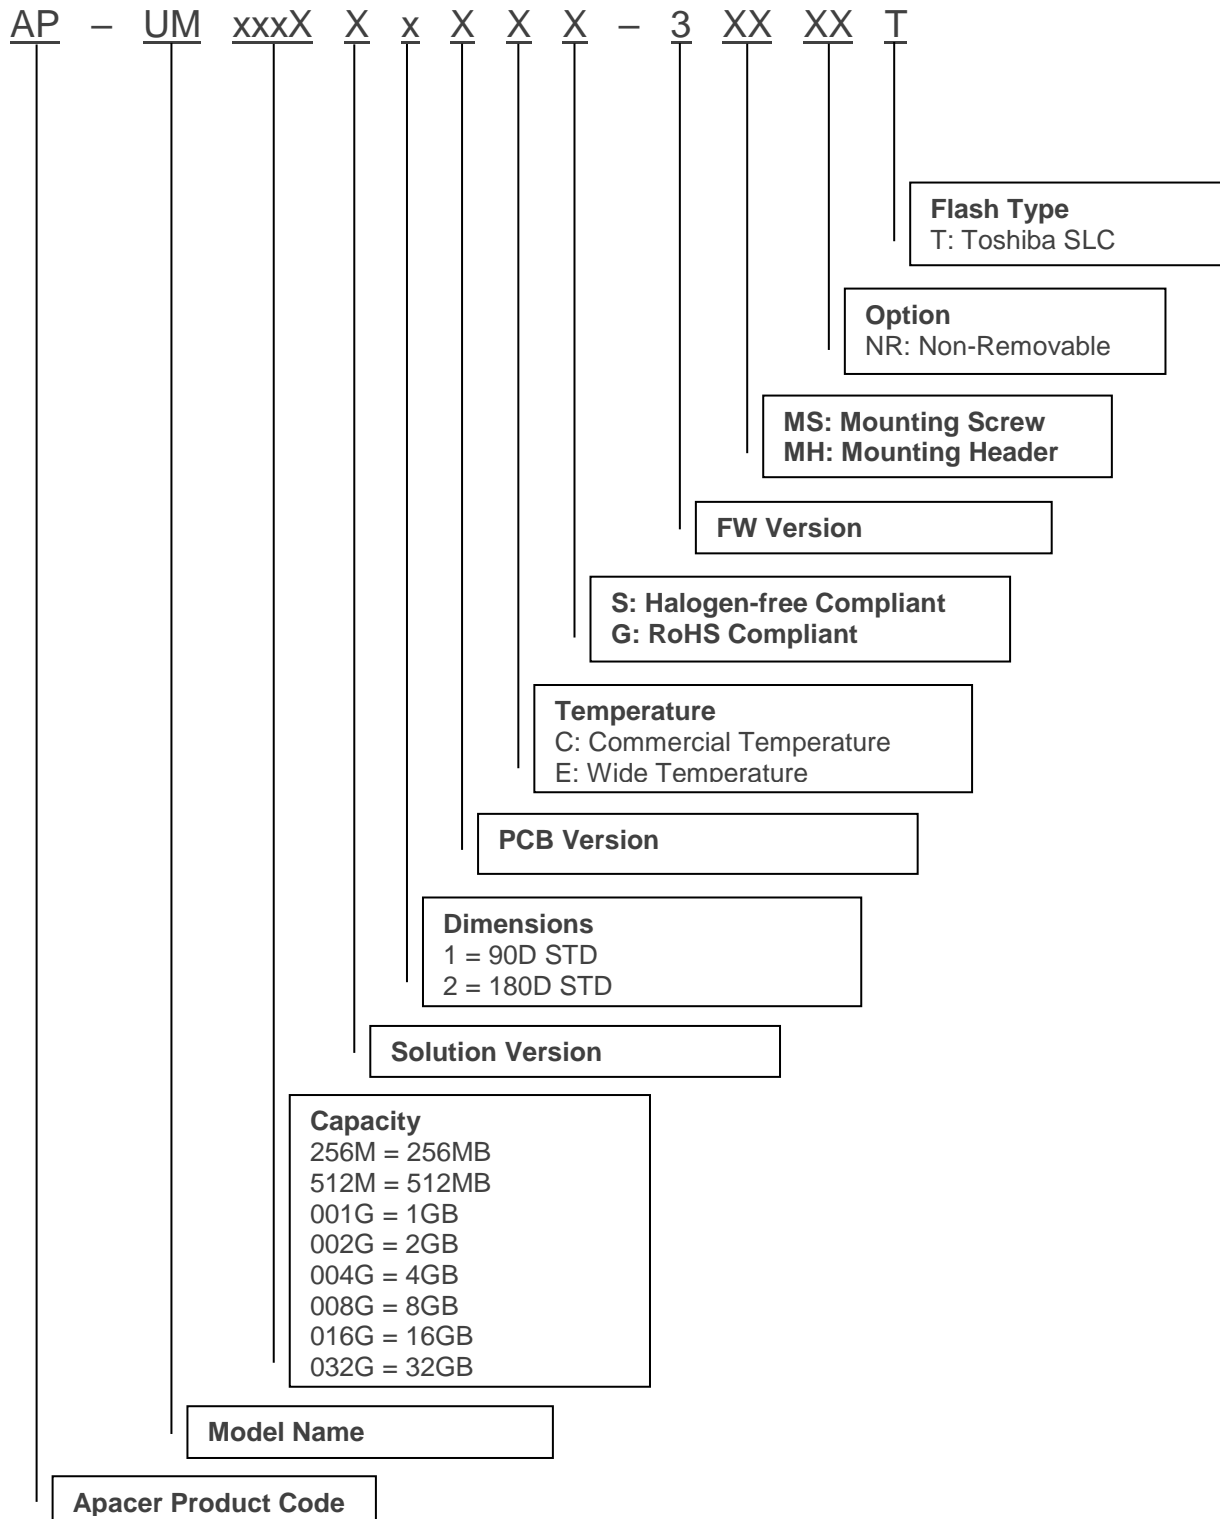 AP – UM xxxX X x X X X – 3 XX XX T
Flash Type
T: Toshiba SLC
Option
NR: Non-Removable
MS: Mounting Screw
MH: Mounting Header
FW Version
S: Halogen-free Compliant
G: RoHS Compliant
Temperature
C: Commercial Temperature
E: Wide Temperature
PCB Version
Dimensions
1 = 90D STD
2 = 180D STD
Solution Version
Capacity
256M = 256MB
512M = 512MB
001G = 1GB
002G = 2GB
004G = 4GB
008G = 8GB
016G = 16GB
032G = 32GB
Model Name
Apacer Product Code